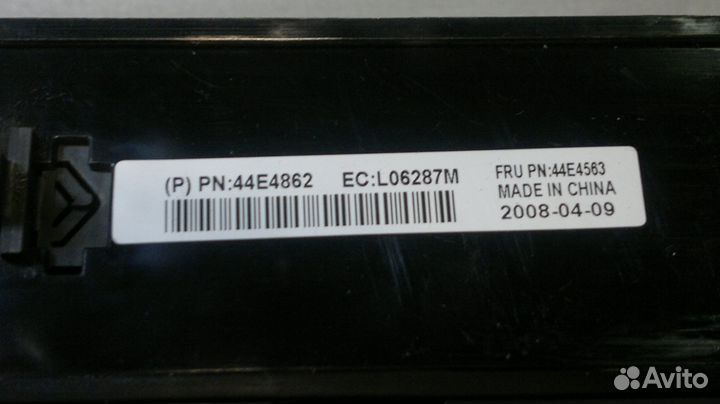 (P) PN:44E4862 EC:L06287M
FRU PN:44E4563
MADE IN CHINA
2008-04-09
Avito